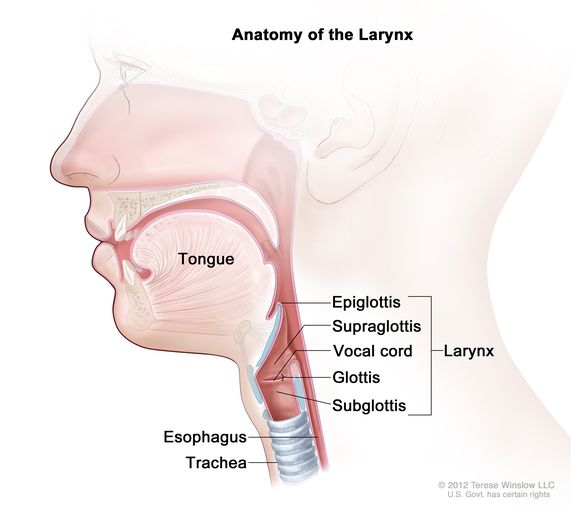 Anatomy of the Larynx
Tongue
Epiglottis
Supraglottis
Vocal cord
Larynx
Glottis
Subglottis
Esophagus
Trachea
© 2012 Terese Winslow LLC
U.S. Govt. has certain rights